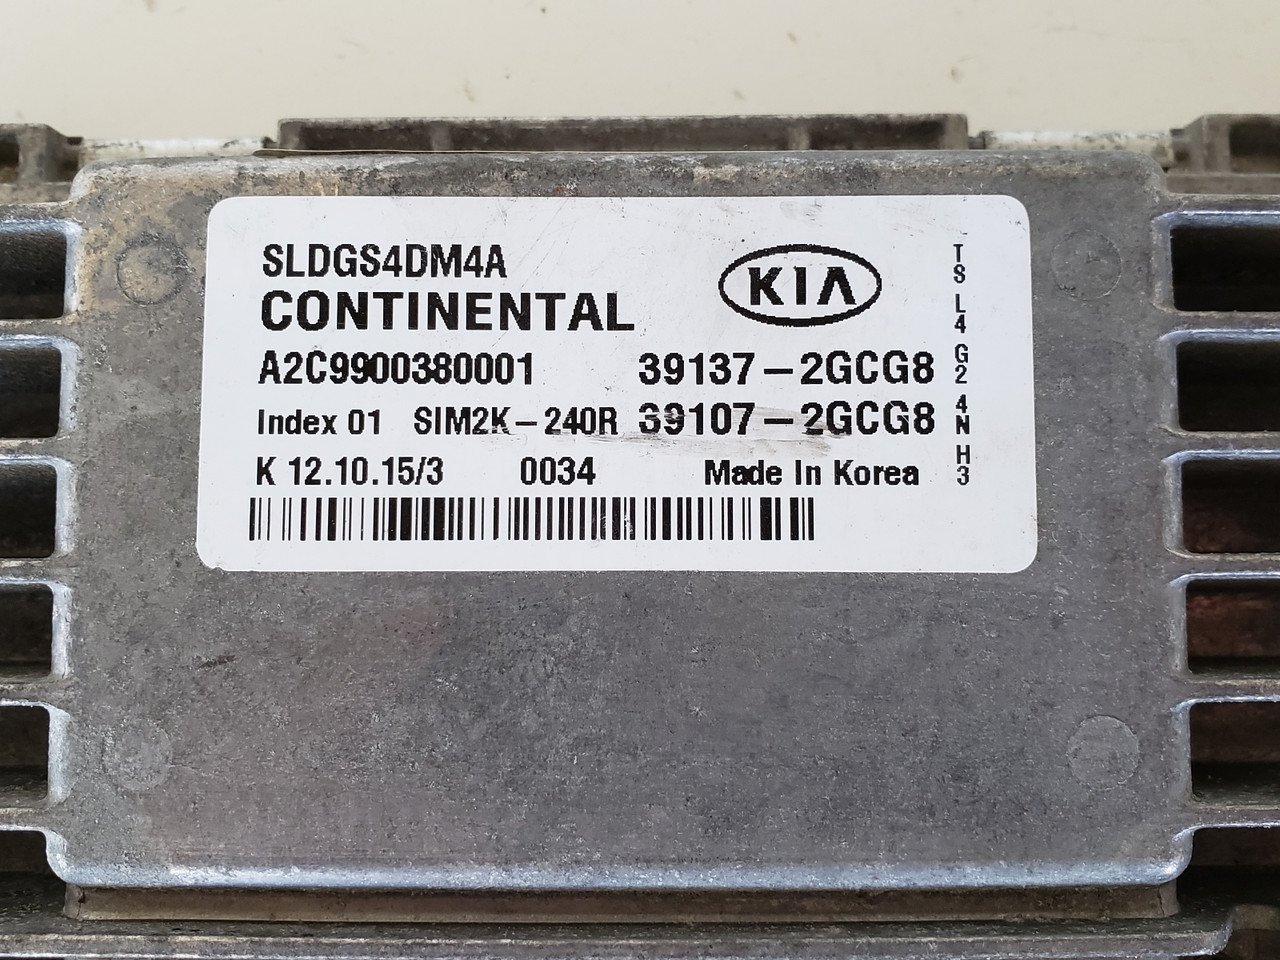 SLDGS4DM4A
CONTINENTAL
KIA
A2C9900380001 39137-2GCG8
Index 01 SIM2K-240R 39107-2GCG8
K 12.10.15/3 0034 Made In Korea
TS L4 G2 4N H3